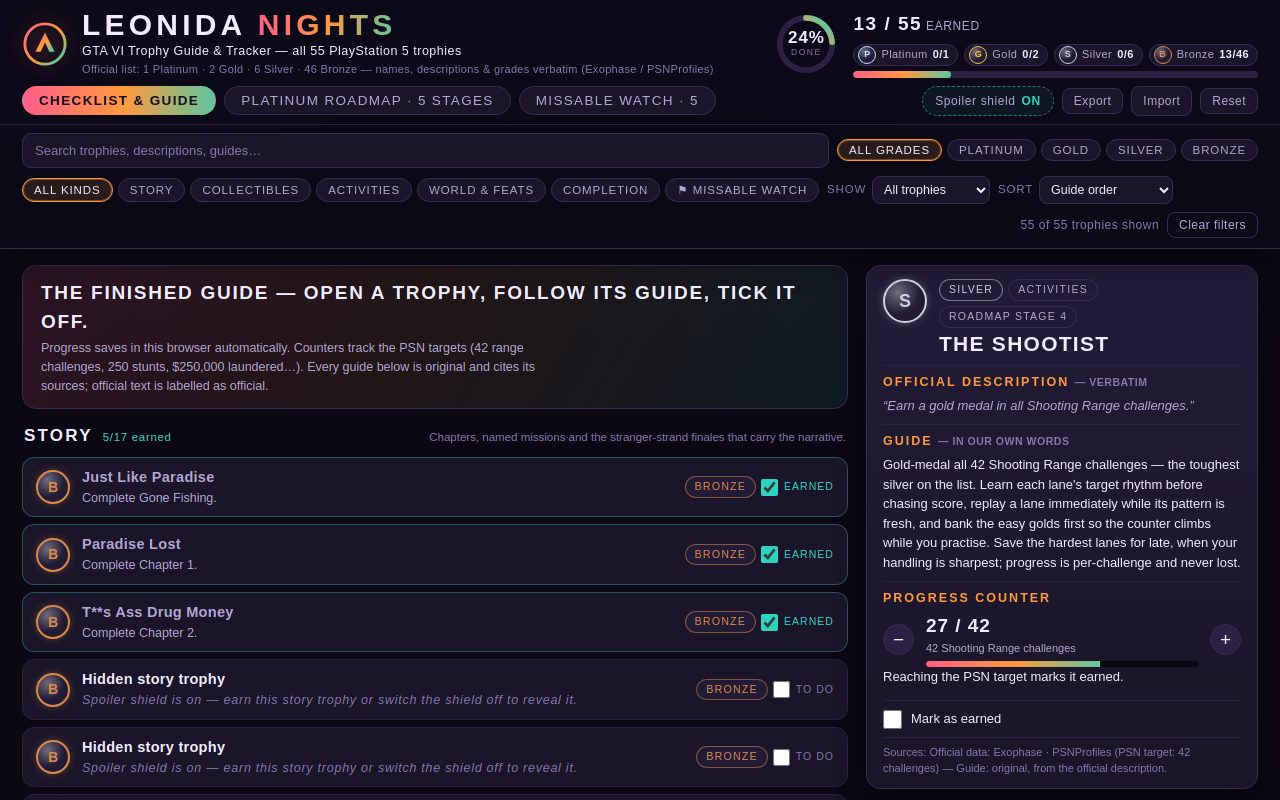 LEONIDA NIGHTS
GTA VI Trophy Guide & Tracker — all 55 PlayStation 5 trophies
Official list: 1 Platinum · 2 Gold · 6 Silver · 46 Bronze — names, descriptions & grades verbatim (Exophase / PSNProfiles)
24%
DONE
13 / 55 EARNED
P Platinum 0/1
G Gold 0/2
S Silver 0/6
B Bronze 13/46
CHECKLIST & GUIDE
PLATINUM ROADMAP · 5 STAGES
MISSABLE WATCH · 5
Spoiler shield ON
Export
Import
Reset
Search trophies, descriptions, guides…
ALL GRADES
PLATINUM
GOLD
SILVER
BRONZE
ALL KINDS
STORY
COLLECTIBLES
ACTIVITIES
WORLD & FEATS
COMPLETION
⚑ MISSABLE WATCH
SHOW All trophies
SORT Guide order
55 of 55 trophies shown
Clear filters
THE FINISHED GUIDE — OPEN A TROPHY, FOLLOW ITS GUIDE, TICK IT
OFF.
Progress saves in this browser automatically. Counters track the PSN targets (42 range
challenges, 250 stunts, $250,000 laundered…). Every guide below is original and cites its
sources; official text is labelled as official.
STORY 5/17 earned
Chapters, named missions and the stranger-strand finales that carry the narrative.
B
Just Like Paradise
Complete Gone Fishing.
BRONZE
EARNED
B
Paradise Lost
Complete Chapter 1.
BRONZE
EARNED
B
T**s Ass Drug Money
Complete Chapter 2.
BRONZE
EARNED
B
Hidden story trophy
Spoiler shield is on — earn this story trophy or switch the shield off to reveal it.
BRONZE
TO DO
B
Hidden story trophy
Spoiler shield is on — earn this story trophy or switch the shield off to reveal it.
BRONZE
TO DO
S
SILVER
ACTIVITIES
ROADMAP STAGE 4
THE SHOOTIST
OFFICIAL DESCRIPTION — VERBATIM
“Earn a gold medal in all Shooting Range challenges.”
GUIDE — IN OUR OWN WORDS
Gold-medal all 42 Shooting Range challenges — the toughest
silver on the list. Learn each lane's target rhythm before
chasing score, replay a lane immediately while its pattern is
fresh, and bank the easy golds first so the counter climbs
while you practise. Save the hardest lanes for late, when your
handling is sharpest; progress is per-challenge and never lost.
PROGRESS COUNTER
−
27 / 42
42 Shooting Range challenges
+
Reaching the PSN target marks it earned.
Mark as earned
Sources: Official data: Exophase · PSNProfiles (PSN target: 42
challenges) — Guide: original, from the official description.